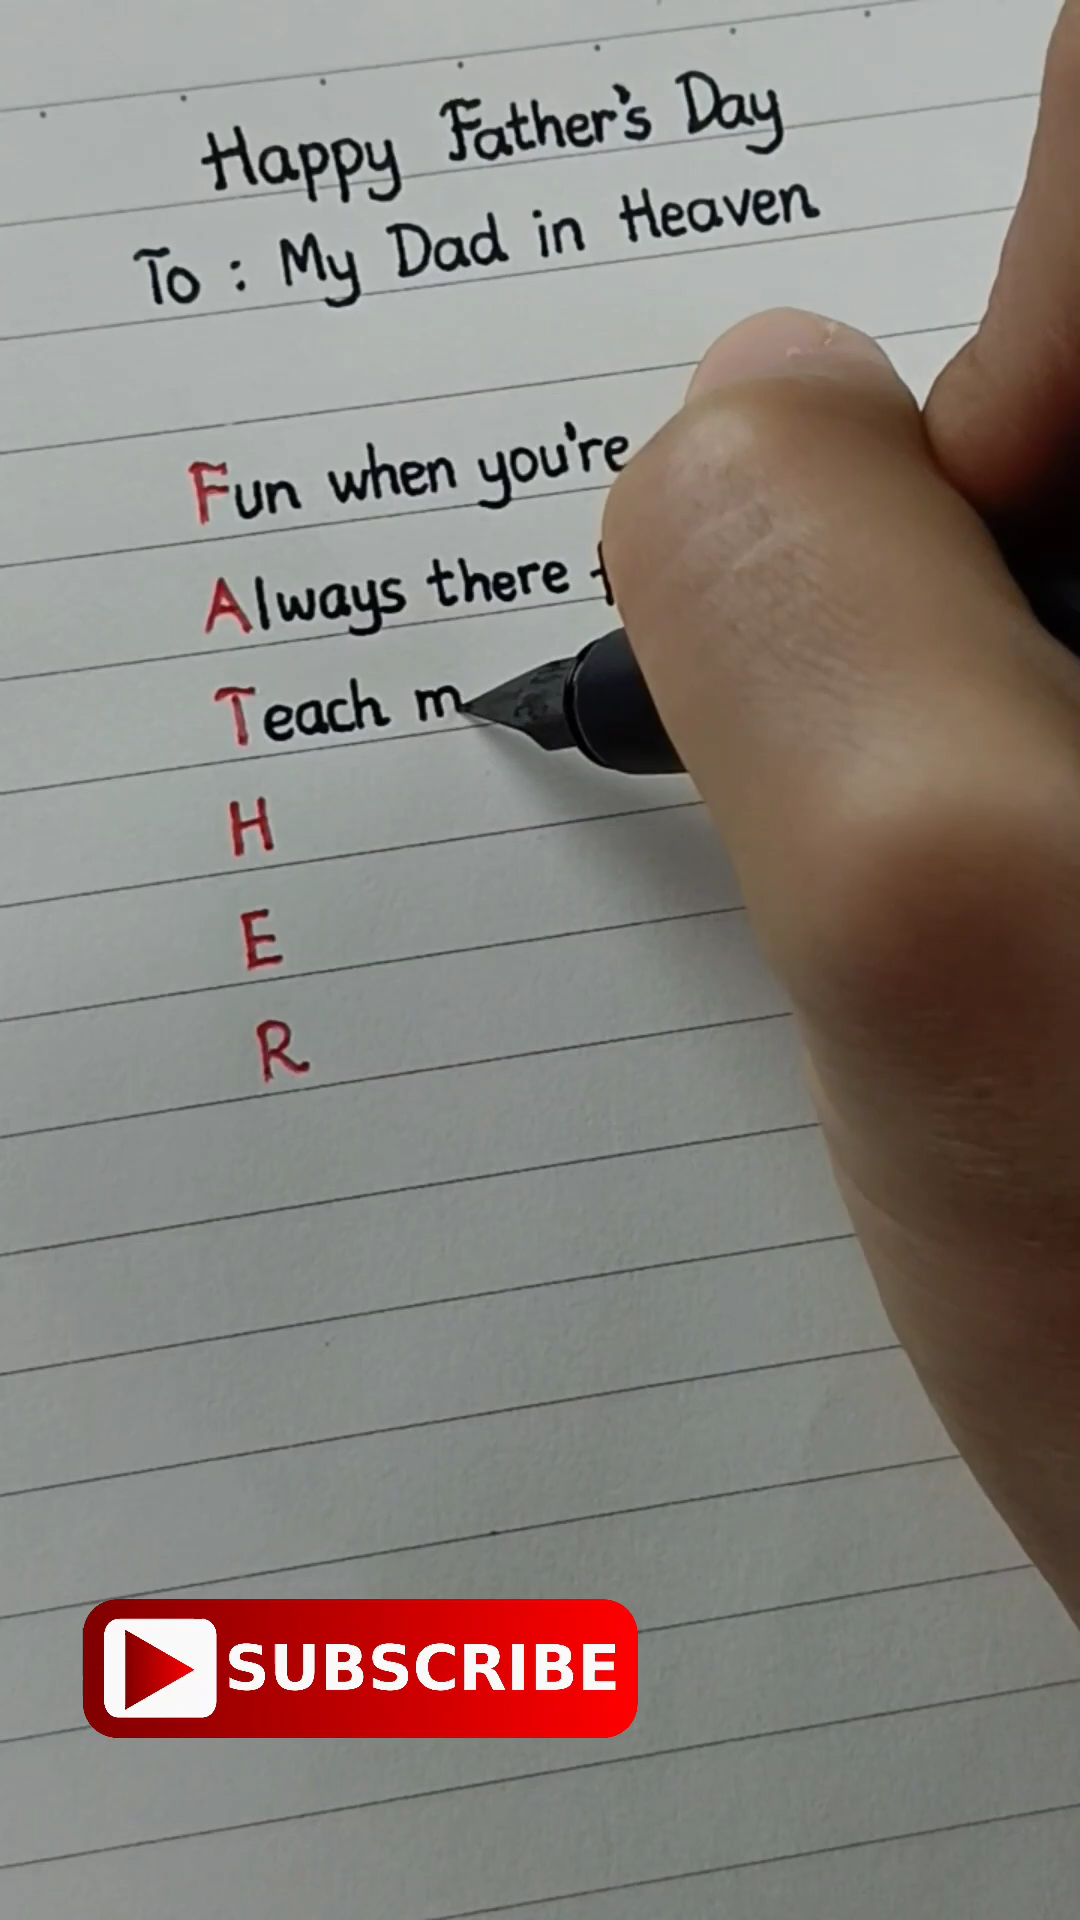 Happy Father's Day
To : My Dad in Heaven
Fun when you're
Always there
Teach m
H
E
R
SUBSCRIBE